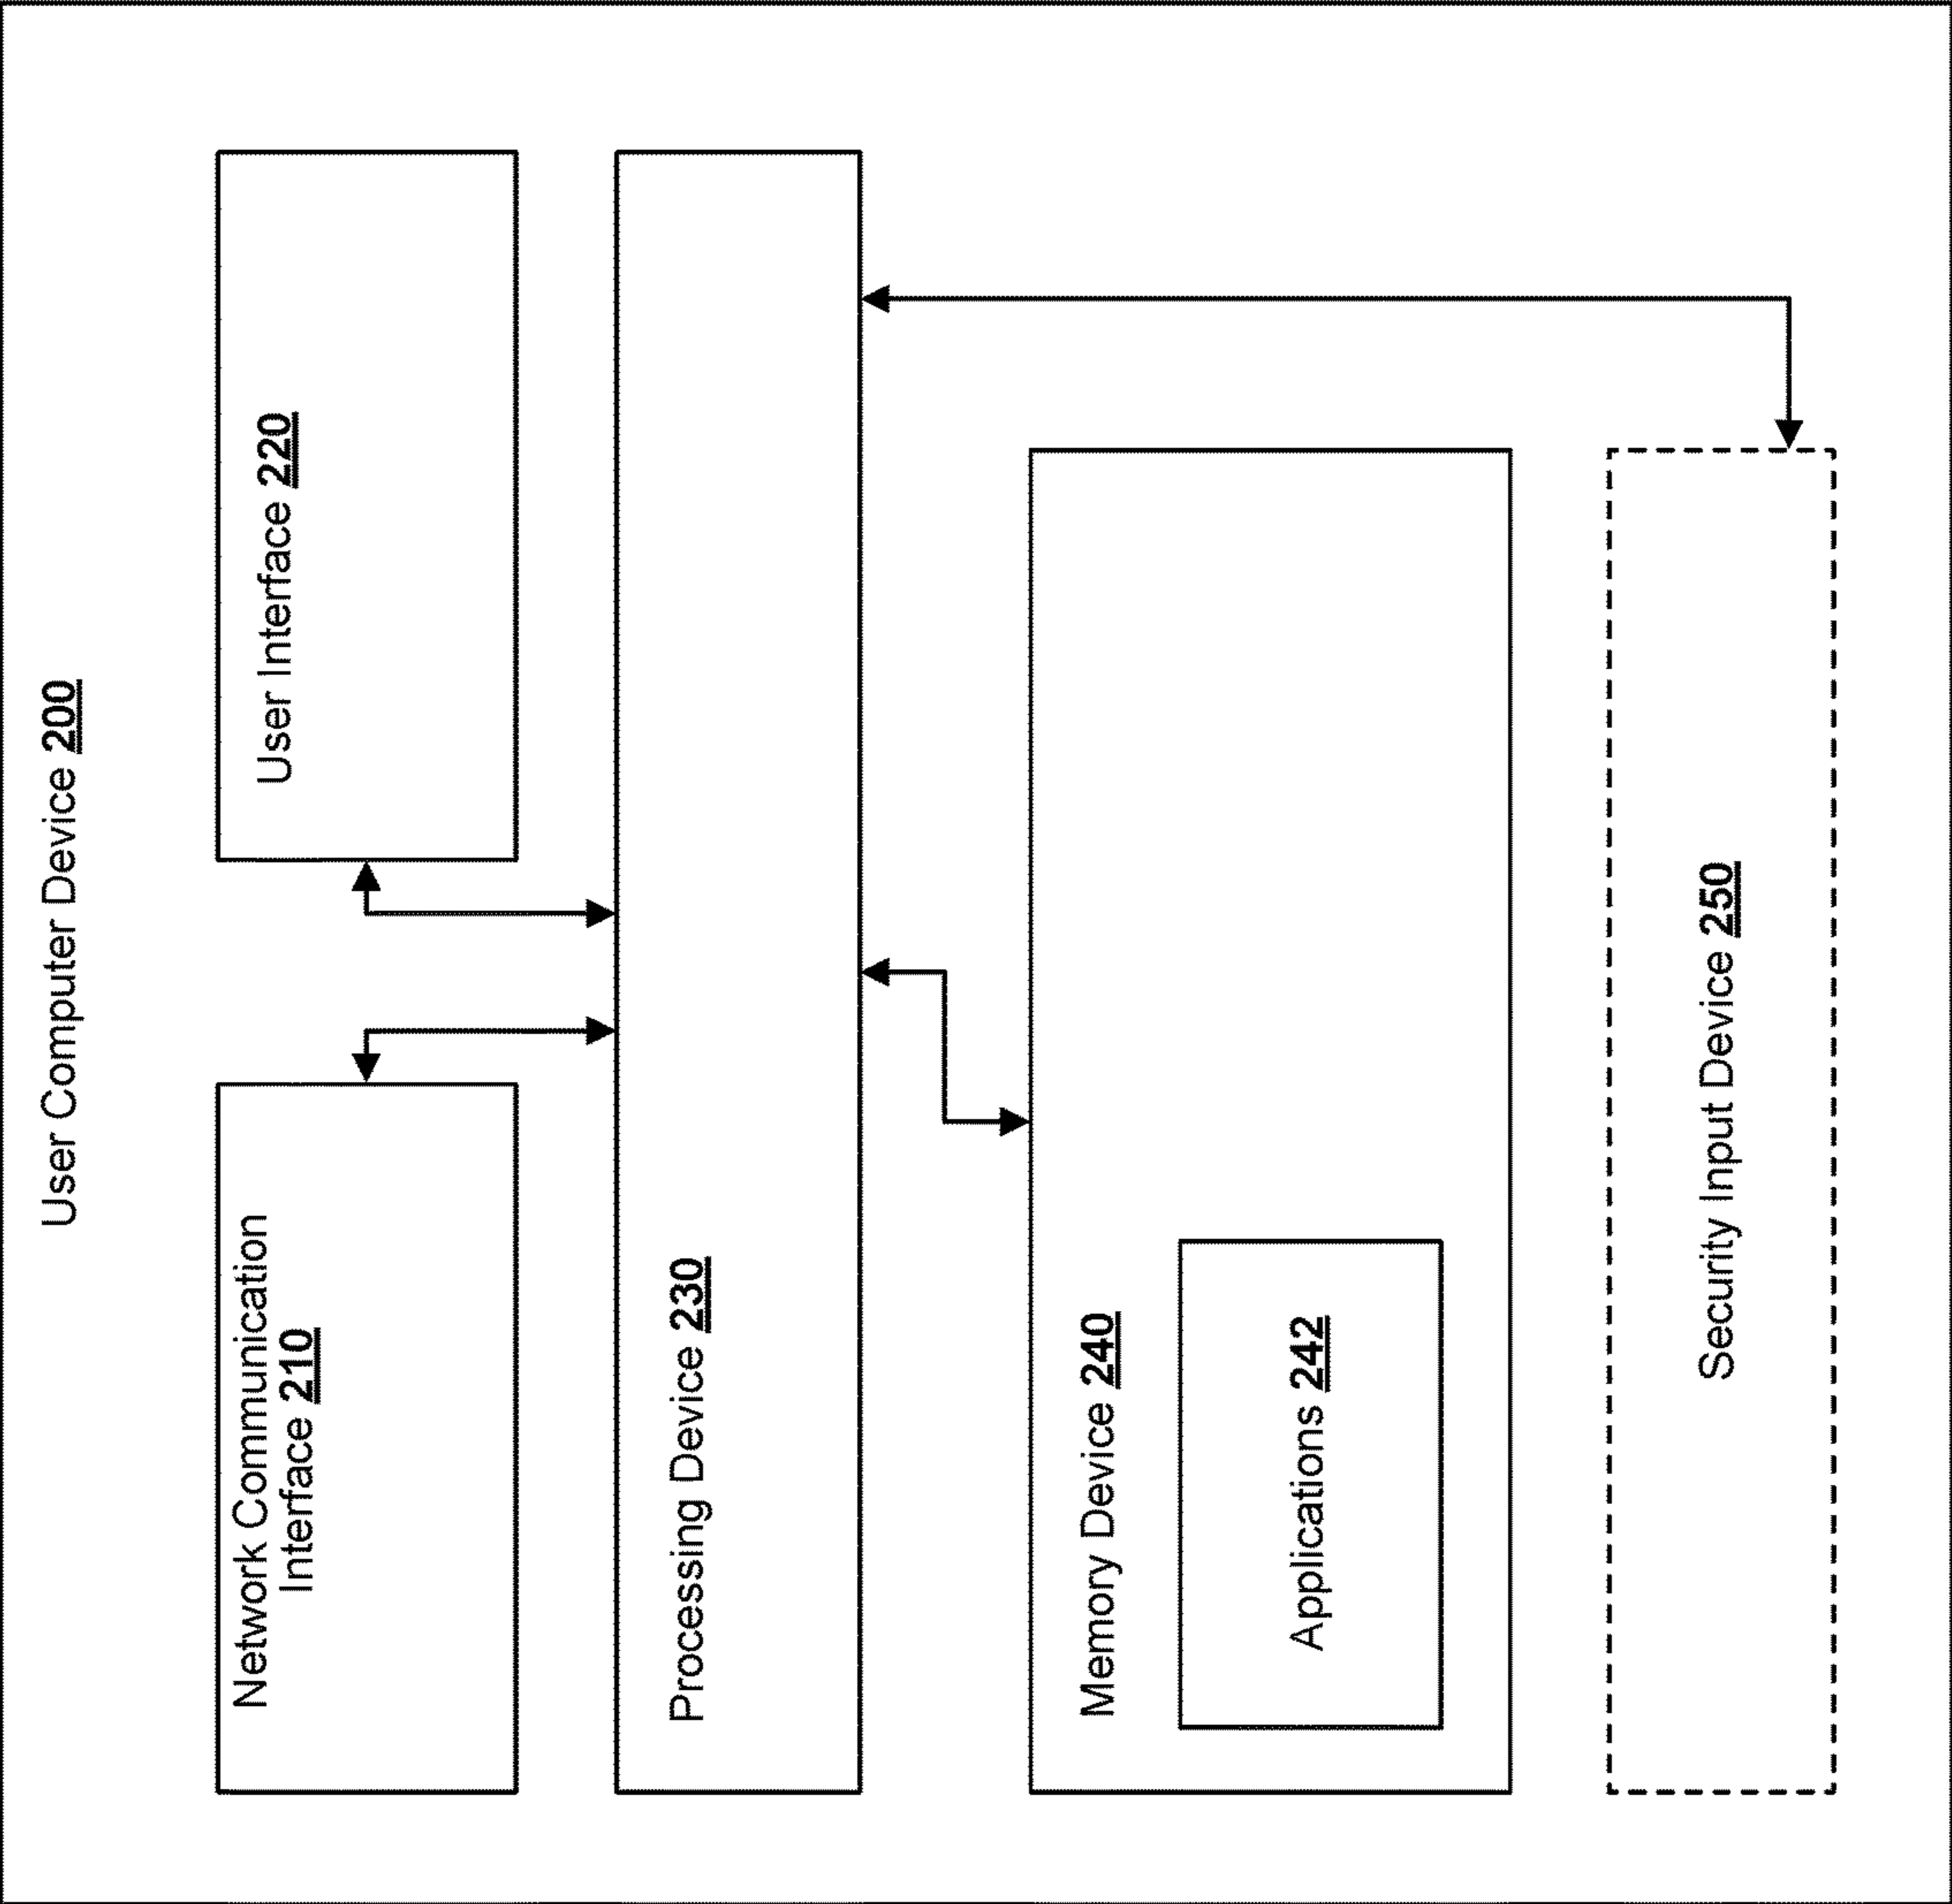 User Computer Device 200
Network Communication
Interface 210
User Interface 220
Processing Device 230
Memory Device 240
Applications 242
Security Input Device 250